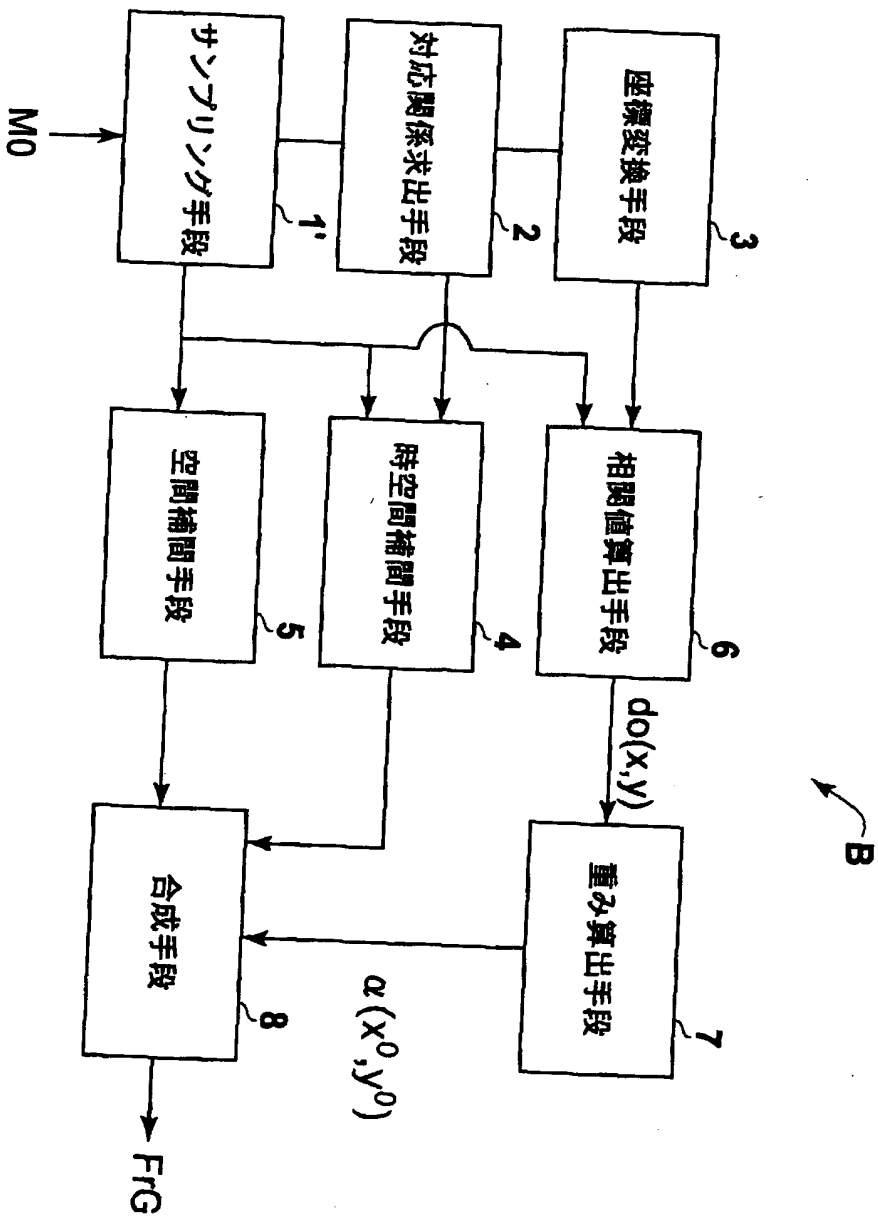 サンプリング手段
1'
M0
対応関係求出手段
2
座標変換手段
3
空間補間手段
5
時空間補間手段
4
相関値算出手段
6
do(x,y)
重み算出手段
7
α(x⁰,y⁰)
合成手段
8
FrG
B